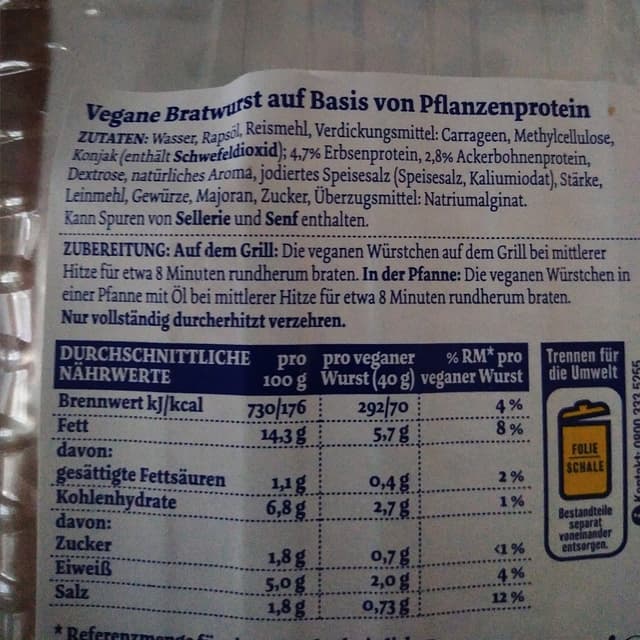 Vegane Bratwurst auf Basis von Pflanzenprotein
ZUTATEN: Wasser, Rapsöl, Reismehl, Verdickungsmittel: Carrageen, Methylcellulose,
Konjak (enthält Schwefeldioxid); 4,7% Erbsenprotein, 2,8% Ackerbohnenprotein,
Dextrose, natürliches Aroma, jodiertes Speisesalz (Speisesalz, Kaliumiodat), Stärke,
Leinmehl, Gewürze, Majoran, Zucker, Überzugsmittel: Natriumalginat.
Kann Spuren von Sellerie und Senf enthalten.
ZUBEREITUNG: Auf dem Grill: Die veganen Würstchen auf dem Grill bei mittlerer
Hitze für etwa 8 Minuten rundherum braten. In der Pfanne: Die veganen Würstchen in
einer Pfanne mit Öl bei mittlerer Hitze für etwa 8 Minuten rundherum braten.
Nur vollständig durcherhitzt verzehren.
DURCHSCHNITTLICHE pro pro veganer % RM* pro
NÄHRWERTE 100 g Wurst (40 g) veganer Wurst
Brennwert kJ/kcal 730/176 292/70 4 %
Fett 14,3 g 5,7 g 8 %
davon:
gesättigte Fettsäuren 1,1 g 0,4 g 2 %
Kohlenhydrate 6,8 g 2,7 g 1 %
davon:
Zucker 1,8 g 0,7 g <1 %
Eiweiß 5,0 g 2,0 g 4 %
Salz 1,8 g 0,73 g 12 %
Trennen für
die Umwelt
FOLIE
SCHALE
Bestandteile
separat
voneinander
entsorgen.